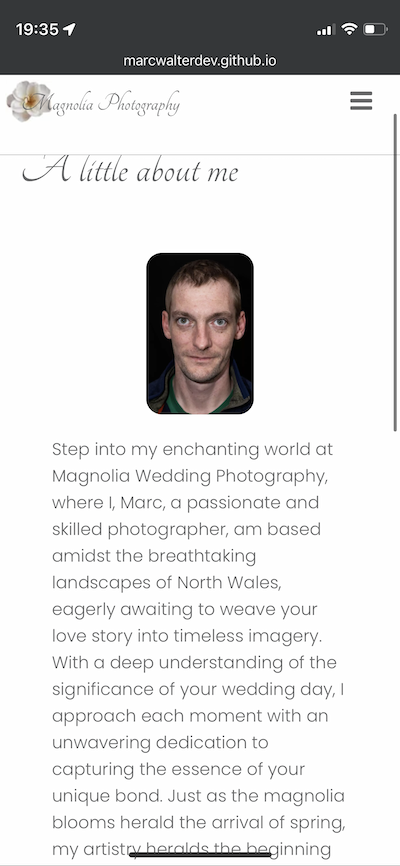 19:35
marcwalterdev.github.io
Magnolia Photography
A little about me
Step into my enchanting world at
Magnolia Wedding Photography,
where I, Marc, a passionate and
skilled photographer, am based
amidst the breathtaking
landscapes of North Wales,
eagerly awaiting to weave your
love story into timeless imagery.
With a deep understanding of the
significance of your wedding day, I
approach each moment with an
unwavering dedication to
capturing the essence of your
unique bond. Just as the magnolia
blooms herald the arrival of spring,
my artistry heralds the beginning